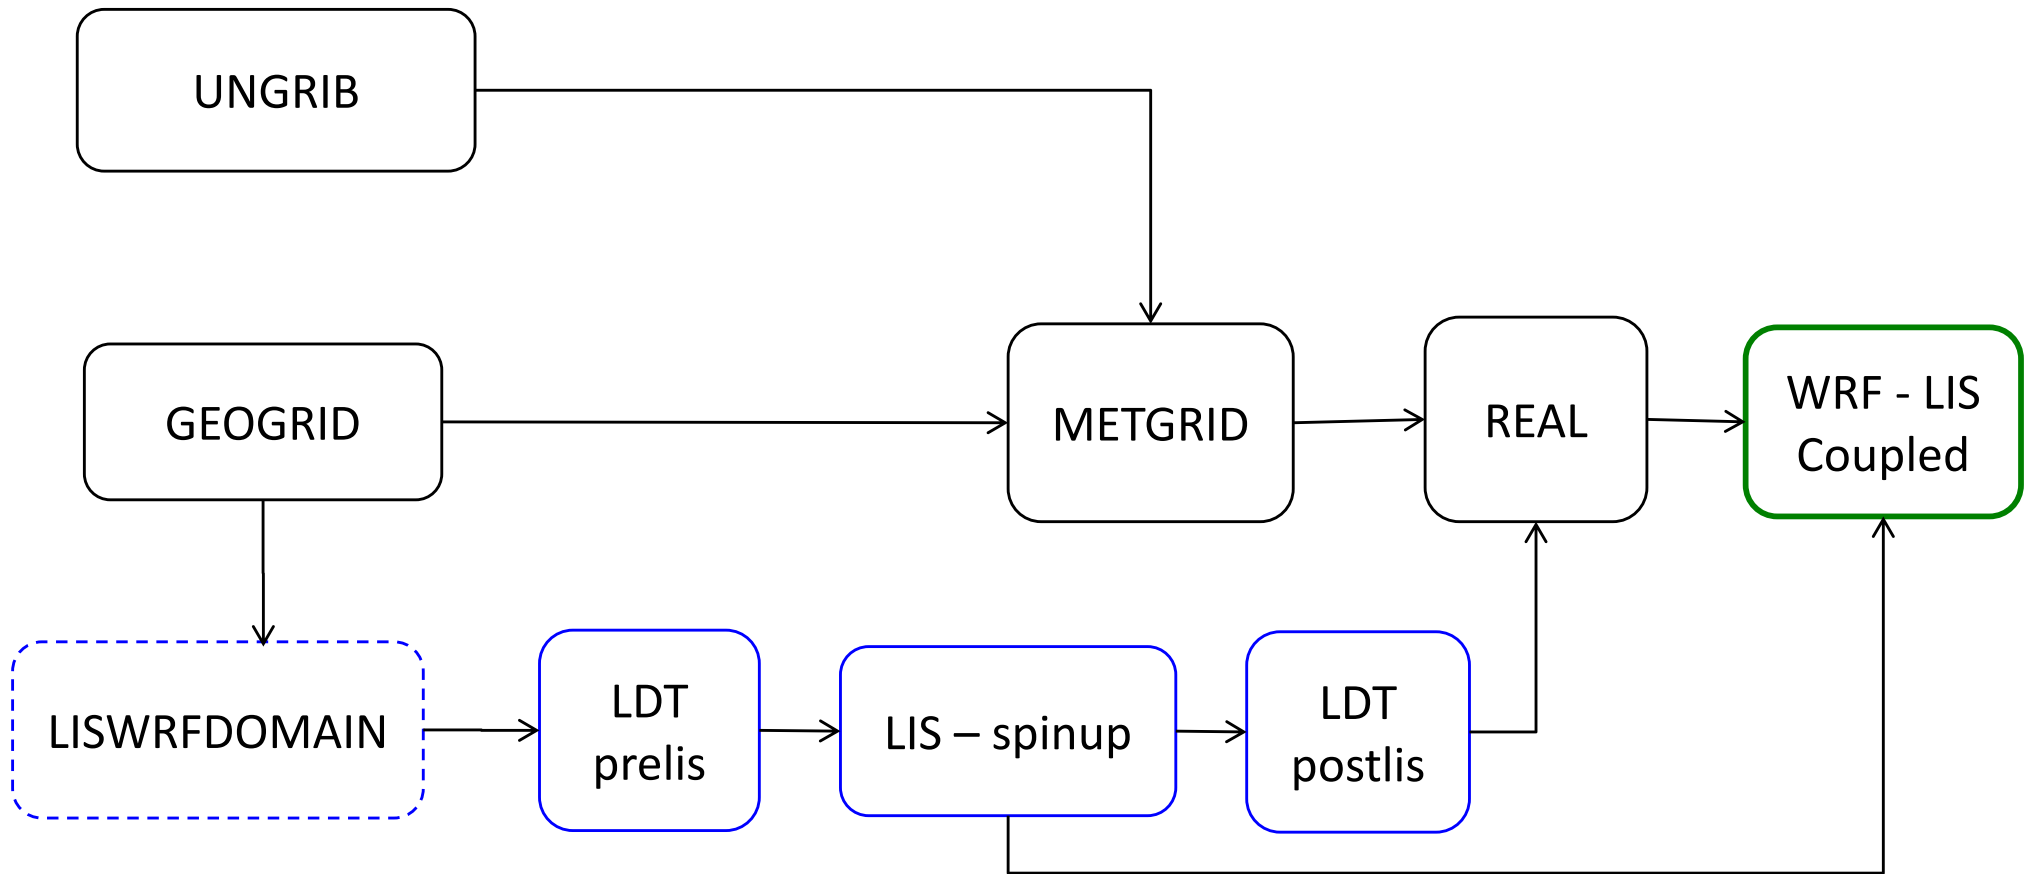 UNGRIB
GEOGRID
METGRID
REAL
WRF - LIS
Coupled
LISWRFDOMAIN
LDT
prelis
LIS – spinup
LDT
postlis